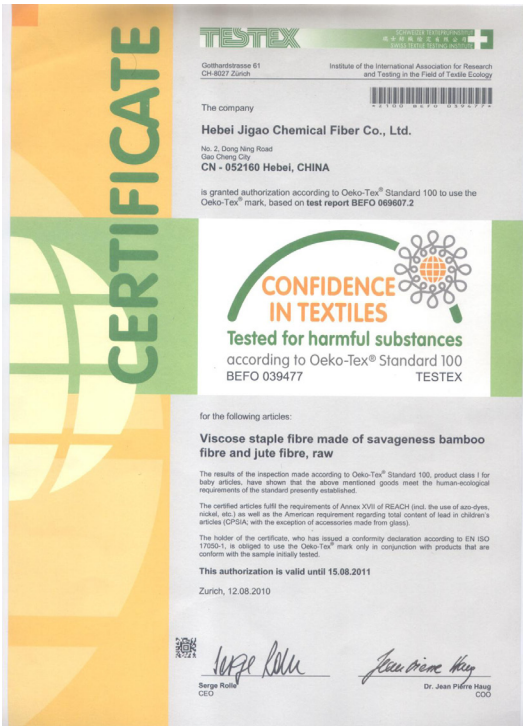 CERTIFICATE
TESTEX
SCHWEIZER TEXTILPRÜFINSTITUT
SWISS TEXTILE TESTING INSTITUTE
Gotthardstrasse 61
CH-8027 Zürich
Institute of the International Association for Research
and Testing in the Field of Textile Ecology
The company
Hebei Jigao Chemical Fiber Co., Ltd.
No. 2, Dong Ning Road
Gao Cheng City
CN - 052160 Hebei, CHINA
is granted authorization according to Oeko-Tex® Standard 100 to use the
Oeko-Tex® mark, based on test report BEFO 069607.2
CONFIDENCE
IN TEXTILES
Tested for harmful substances
according to Oeko-Tex® Standard 100
BEFO 039477 TESTEX
for the following articles:
Viscose staple fibre made of savageness bamboo
fibre and jute fibre, raw
The results of the inspection made according to Oeko-Tex® Standard 100, product class I for
baby articles, have shown that the above mentioned goods meet the human-ecological
requirements of the standard presently established.
The certified articles fulfil the requirements of Annex XVII of REACH (incl. the use of azo-dyes,
nickel, etc.) as well as the American requirement regarding total content of lead in children's
articles (CPSIA; with the exception of accessories made from glass).
The holder of the certificate, who has issued a conformity declaration according to EN ISO
17050-1, is obliged to use the Oeko-Tex® mark only in conjunction with products that are
conform with the sample initially tested.
This authorization is valid until 15.08.2011
Zurich, 12.08.2010
Serge Rolle
CEO
Dr. Jean Pierre Haug
COO